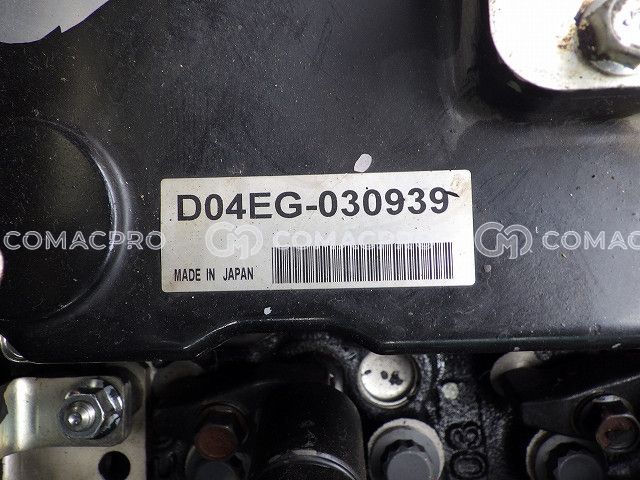 D04EG-030939
COMACPRO COMACPRO COMACPRO
MADE IN JAPAN
03